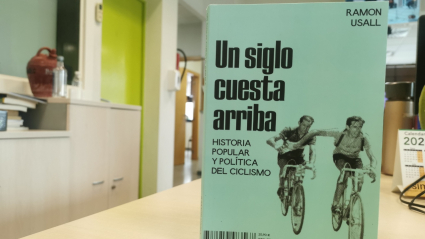 RAMON
USALL
Un siglo
cuesta
arriba
HISTORIA
POPULAR
Y POLÍTICA
DEL CICLISMO